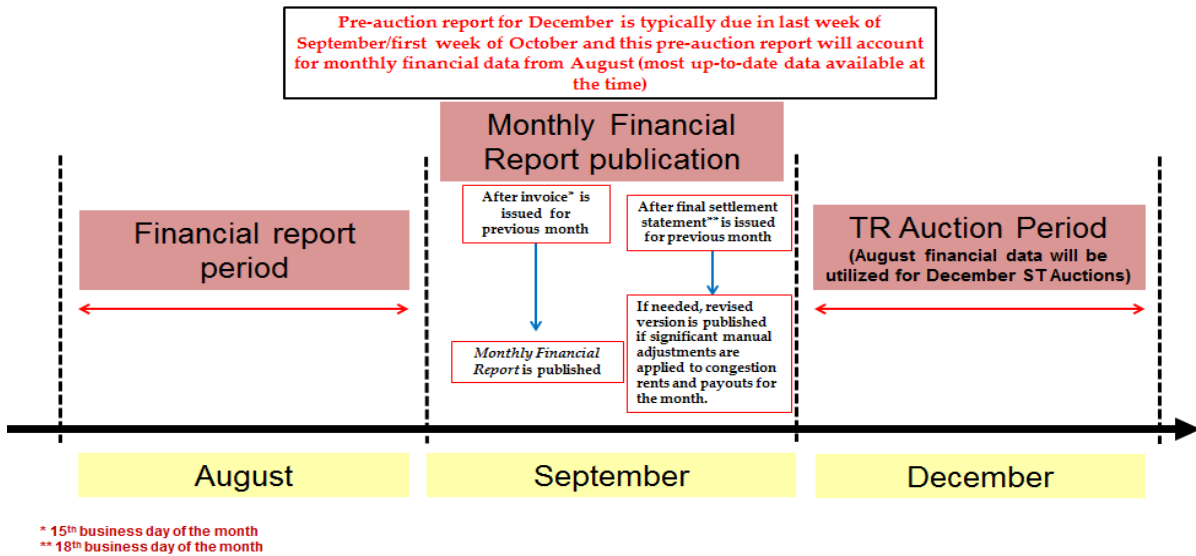 Pre-auction report for December is typically due in last week of
September/first week of October and this pre-auction report will account
for monthly financial data from August (most up-to-date data available at
the time)
Monthly Financial
Report publication
Financial report
period
After invoice* is
issued for
previous month
After final settlement
statement** is issued
for previous month
TR Auction Period
(August financial data will be
utilized for December ST Auctions)
Monthly Financial
Report is published
If needed, revised
version is published
if significant manual
adjustments are
applied to congestion
rents and payouts for
the month.
August
September
December
* 15th business day of the month
** 18th business day of the month